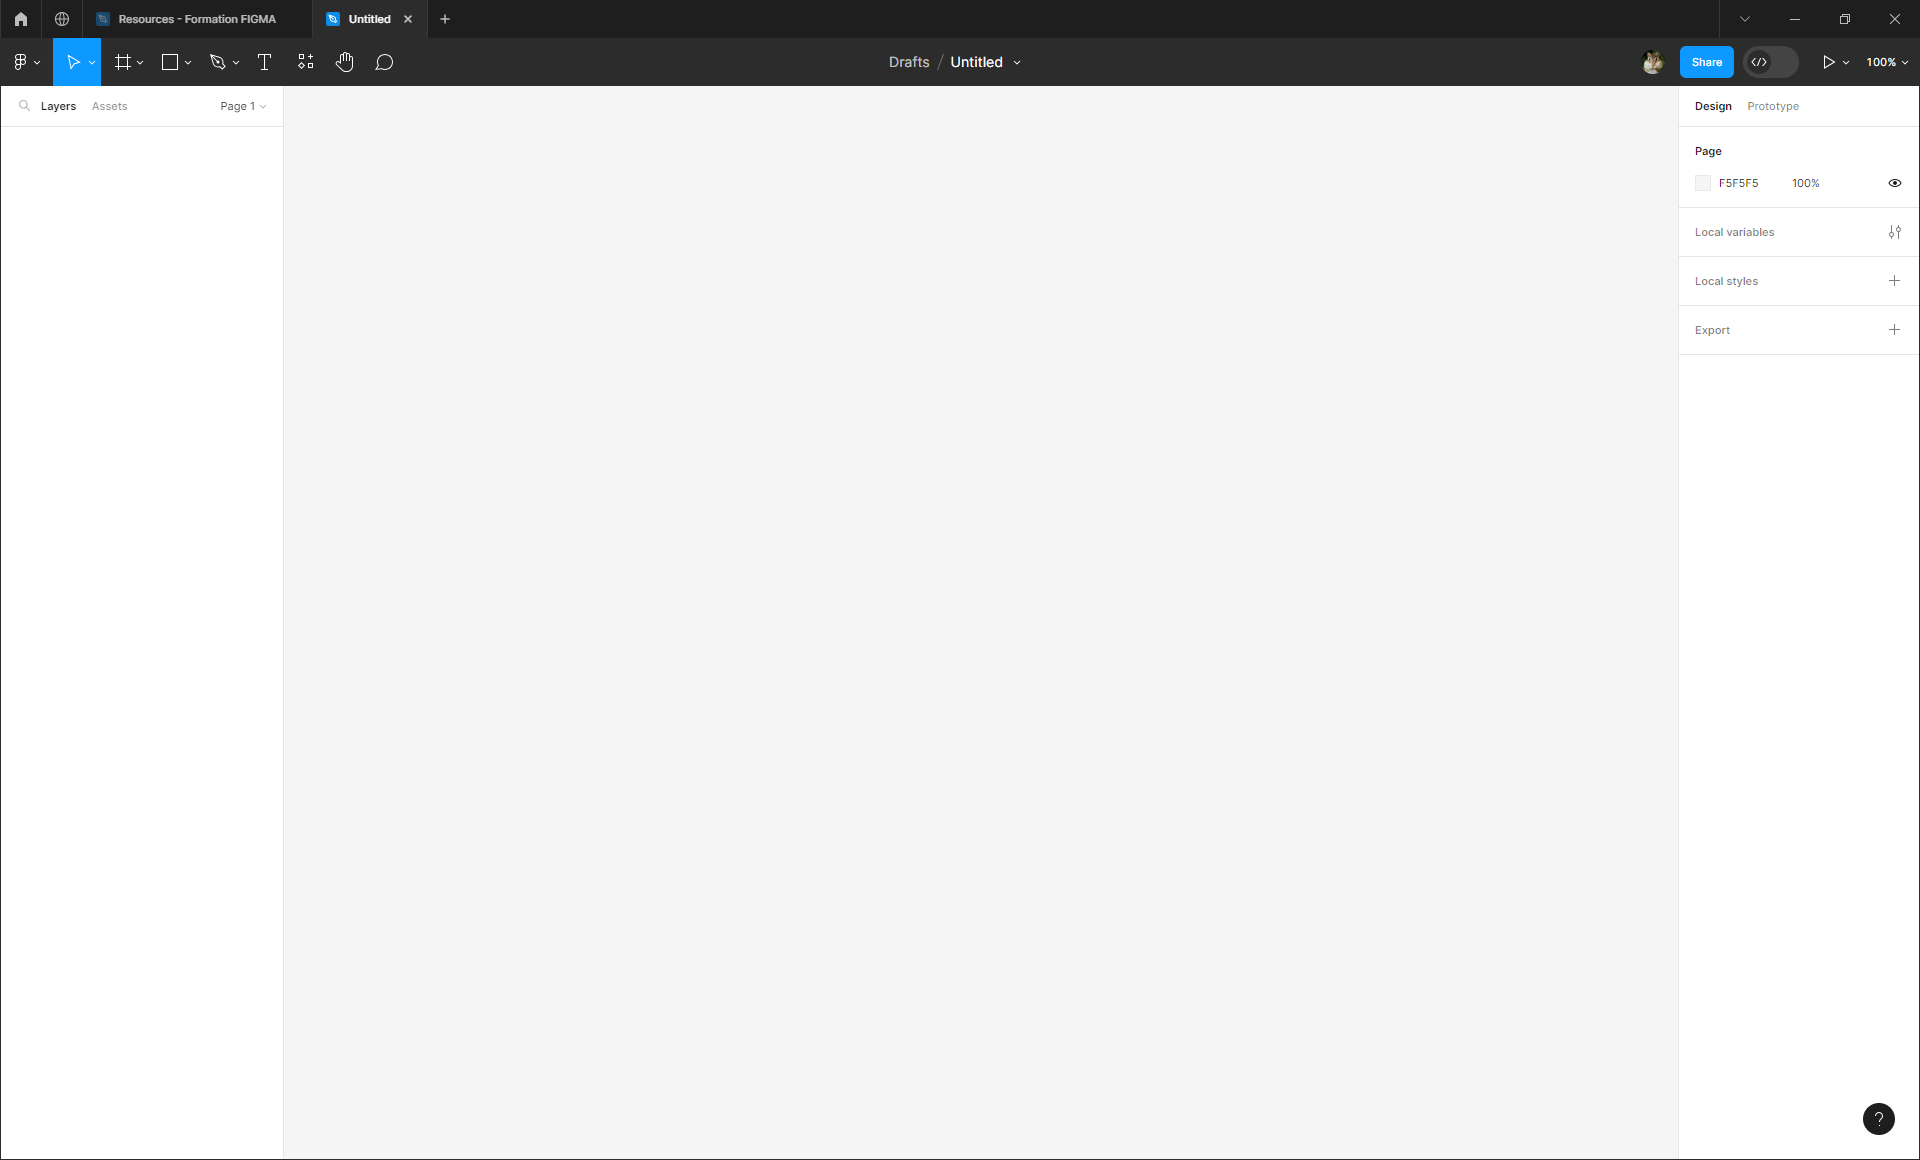 Resources - Formation FIGMA
Untitled
Drafts / Untitled
Share
100%
Layers
Assets
Page 1
Design
Prototype
Page
F5F5F5 100%
Local variables
Local styles
Export
?